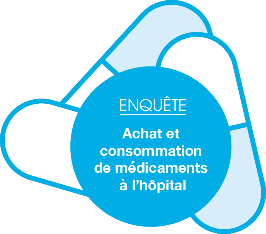 ENQUÊTE
Achat et
consommation
de médicaments
à l'hôpital